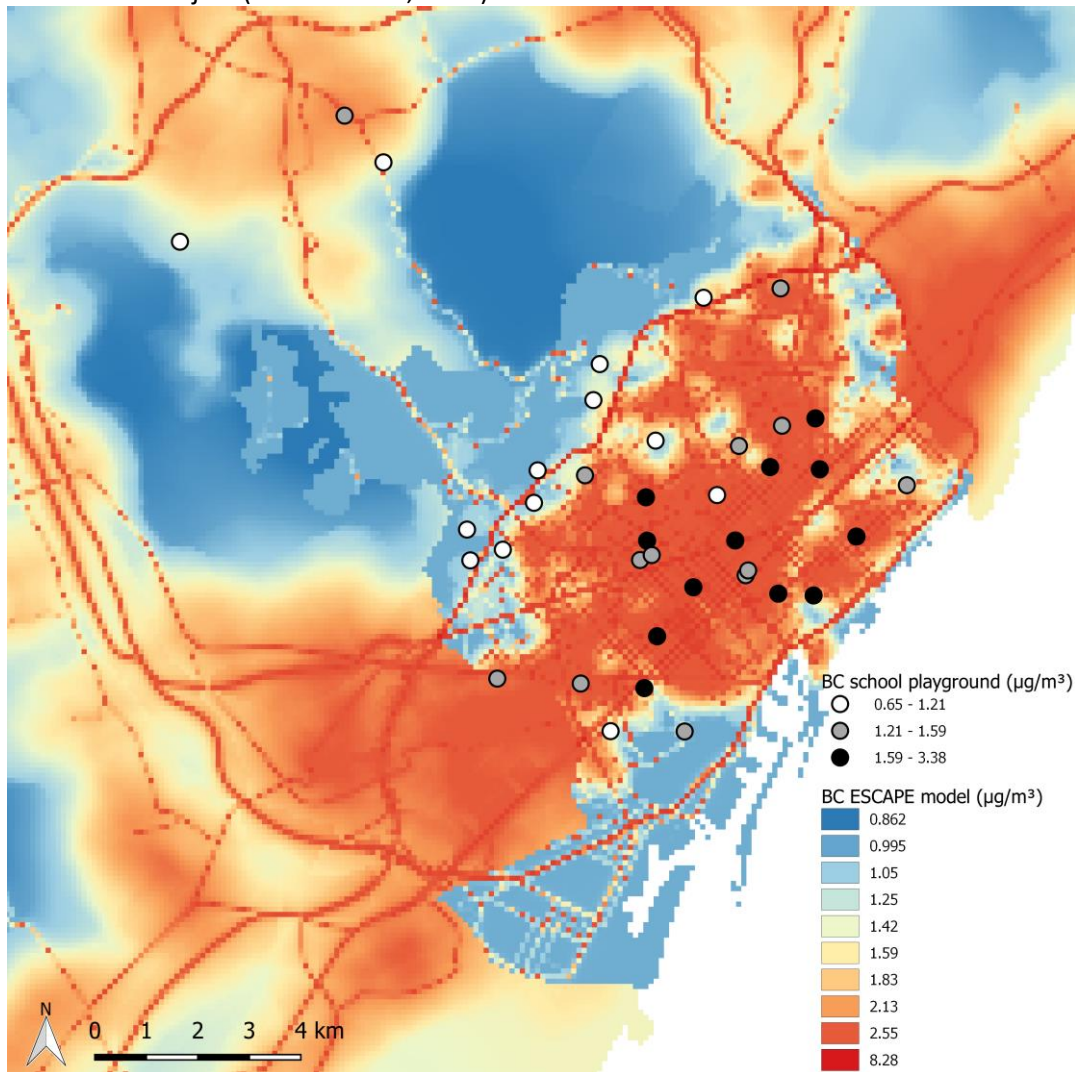 BC school playground (µg/m³)
0.65 - 1.21
1.21 - 1.59
1.59 - 3.38
BC ESCAPE model (µg/m³)
0.862
0.995
1.05
1.25
1.42
1.59
1.83
2.13
2.55
8.28
N
0 1 2 3 4 km